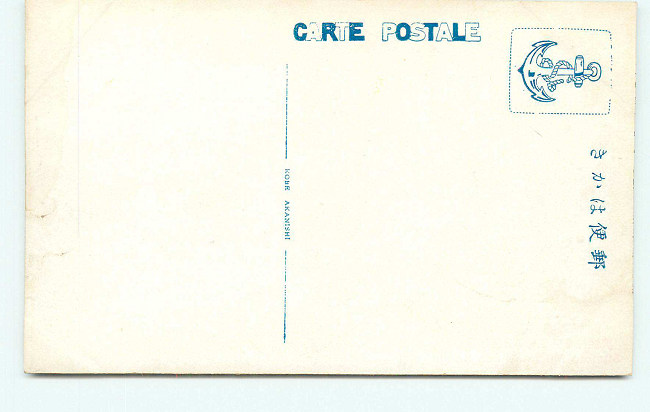 CARTE POSTALE
KOBE AKANISHI
郵便はかき